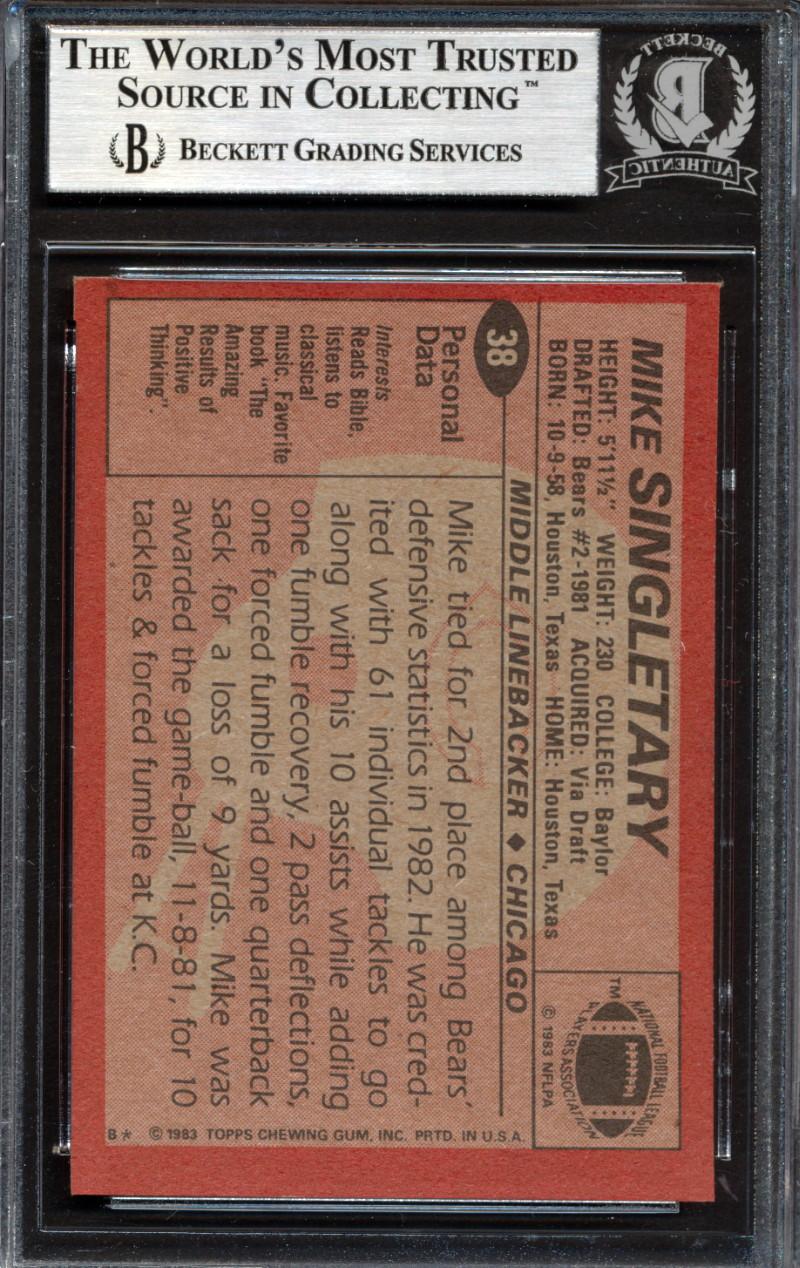 THE WORLD'S MOST TRUSTED
SOURCE IN COLLECTING™
B BECKETT GRADING SERVICES
BECKETT
B
AUTHENTIC
MIKE SINGLETARY
HEIGHT: 5'11½" WEIGHT: 230 COLLEGE: Baylor
DRAFTED: Bears #2-1981 ACQUIRED: Via Draft
BORN: 10-9-58, Houston, Texas HOME: Houston, Texas
NATIONAL FOOTBALL LEAGUE
PLAYERS ASSOCIATION
TM
© 1983 NFLPA
38
MIDDLE LINEBACKER ♦ CHICAGO
Personal
Data
Interests
Reads Bible,
listens to
classical
music. Favorite
book "The
Amazing
Results of
Positive
Thinking".
Mike tied for 2nd place among Bears'
defensive statistics in 1982. He was cred-
ited with 61 individual tackles to go
along with his 10 assists while adding
one fumble recovery, 2 pass deflections,
one forced fumble and one quarterback
sack for a loss of 9 yards. Mike was
awarded the game-ball, 11-8-81, for 10
tackles & forced fumble at K.C.
B* © 1983 TOPPS CHEWING GUM, INC. PRTD. IN U.S.A.